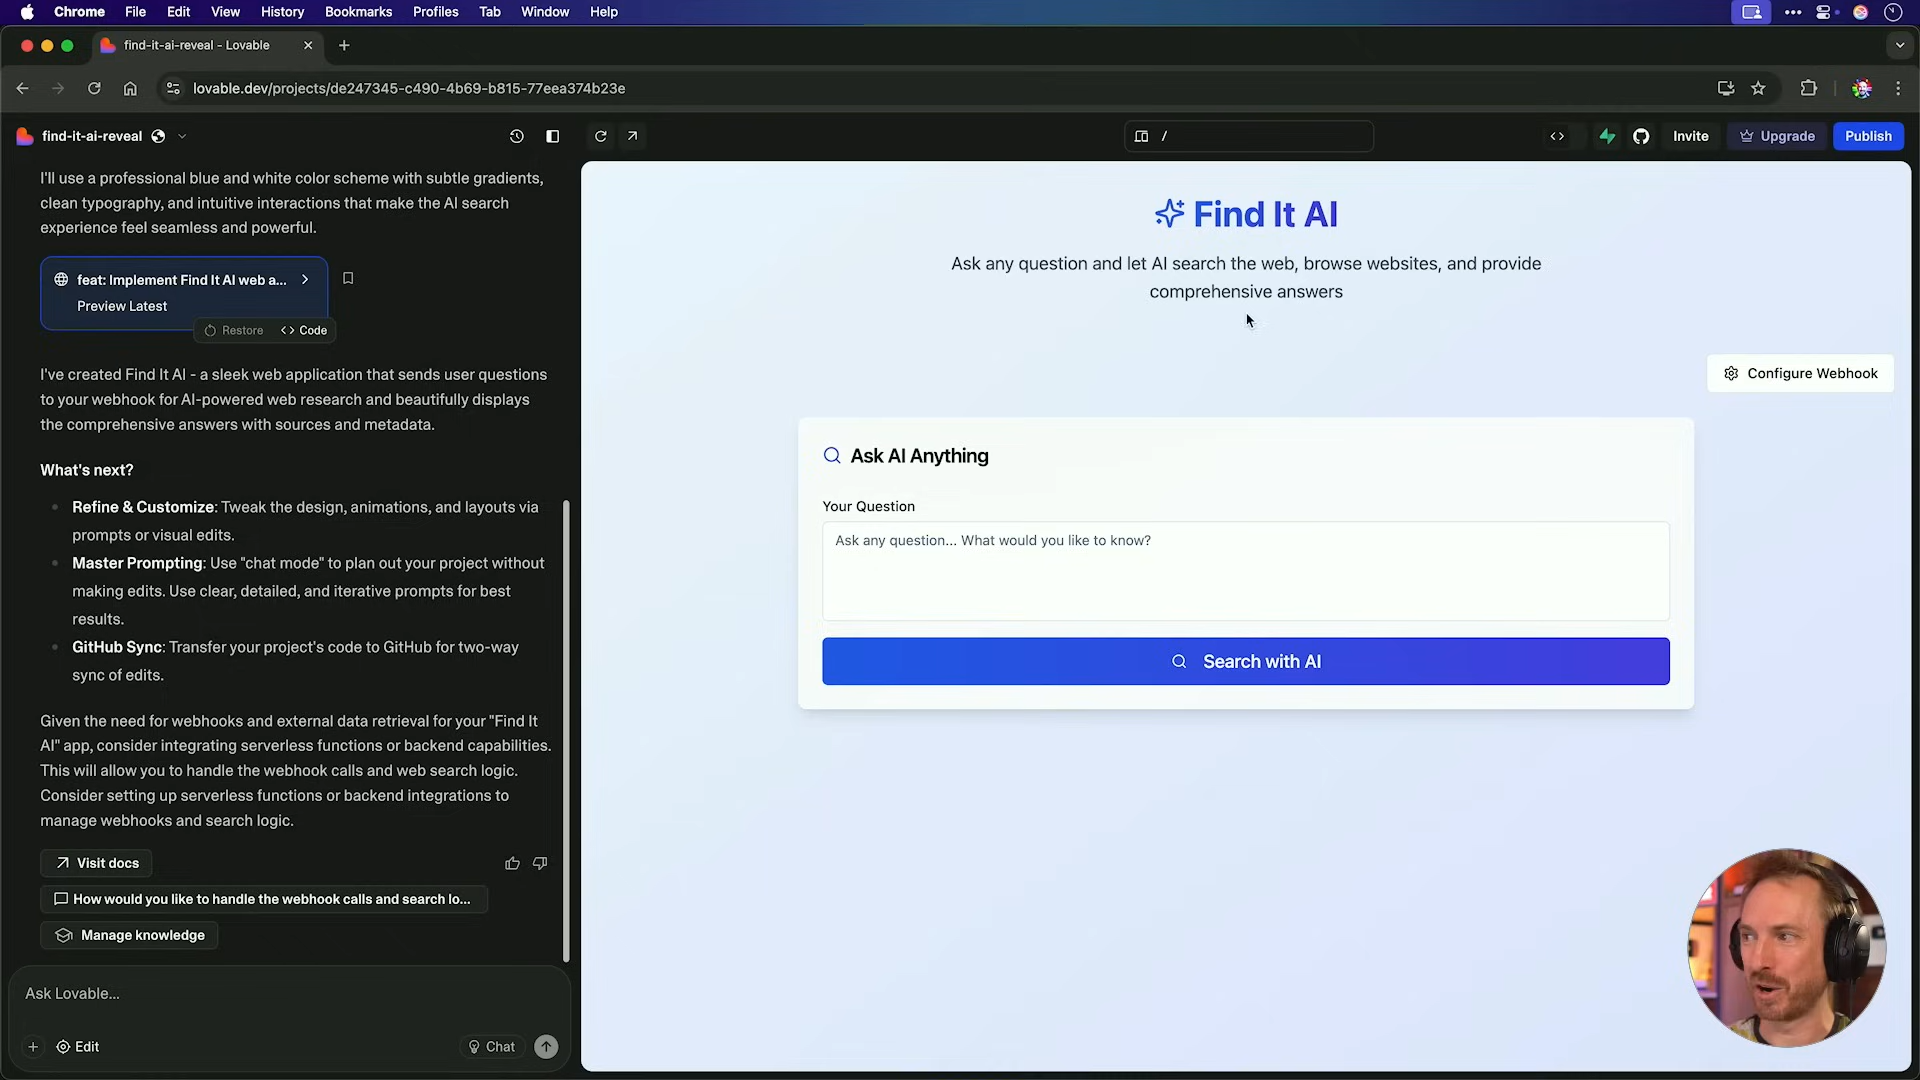 Chrome File Edit View History Bookmarks Profiles Tab Window Help
find-it-ai-reveal - Lovable
lovable.dev/projects/de247345-c490-4b69-b815-77eea374b23e
find-it-ai-reveal
/
Invite
Upgrade
Publish
I'll use a professional blue and white color scheme with subtle gradients,
clean typography, and intuitive interactions that make the AI search
experience feel seamless and powerful.
feat: Implement Find It AI web a...
Preview Latest
Restore
Code
I've created Find It AI - a sleek web application that sends user questions
to your webhook for AI-powered web research and beautifully displays
the comprehensive answers with sources and metadata.
What's next?
Refine & Customize: Tweak the design, animations, and layouts via
prompts or visual edits.
Master Prompting: Use "chat mode" to plan out your project without
making edits. Use clear, detailed, and iterative prompts for best
results.
GitHub Sync: Transfer your project's code to GitHub for two-way
sync of edits.
Given the need for webhooks and external data retrieval for your "Find It
AI" app, consider integrating serverless functions or backend capabilities.
This will allow you to handle the webhook calls and web search logic.
Consider setting up serverless functions or backend integrations to
manage webhooks and search logic.
Visit docs
How would you like to handle the webhook calls and search lo...
Manage knowledge
Ask Lovable...
Edit
Chat
Find It AI
Ask any question and let AI search the web, browse websites, and provide
comprehensive answers
Configure Webhook
Ask AI Anything
Your Question
Ask any question... What would you like to know?
Search with AI